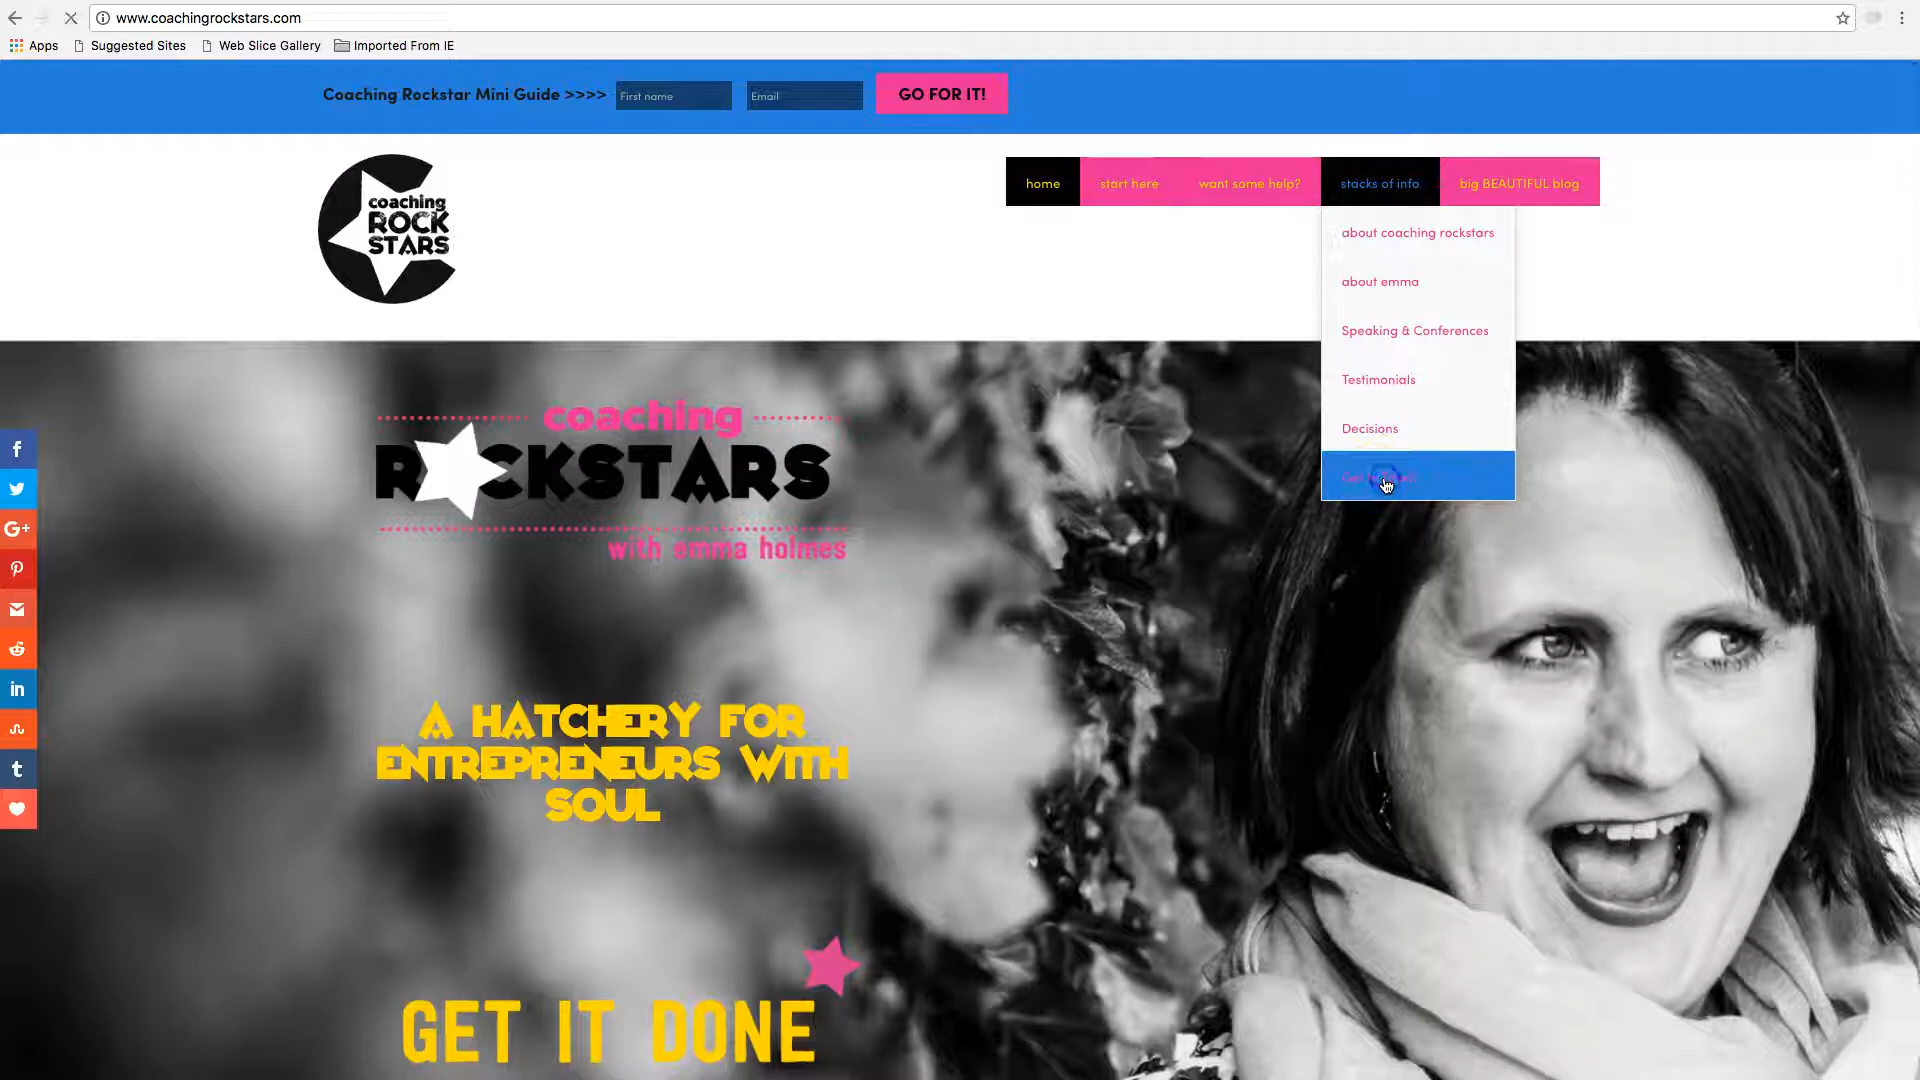 www.coachingrockstars.com
Apps Suggested Sites Web Slice Gallery Imported From IE
Coaching Rockstar Mini Guide >>>> First name Email GO FOR IT!
coaching
ROCK
STARS
home start here want some help? stacks of info big BEAUTIFUL blog
about coaching rockstars
about emma
Speaking & Conferences
Testimonials
Decisions
coaching
ROCKSTARS
with emma holmes
A HATCHERY FOR
ENTREPRENEURS WITH
SOUL
GET IT DONE